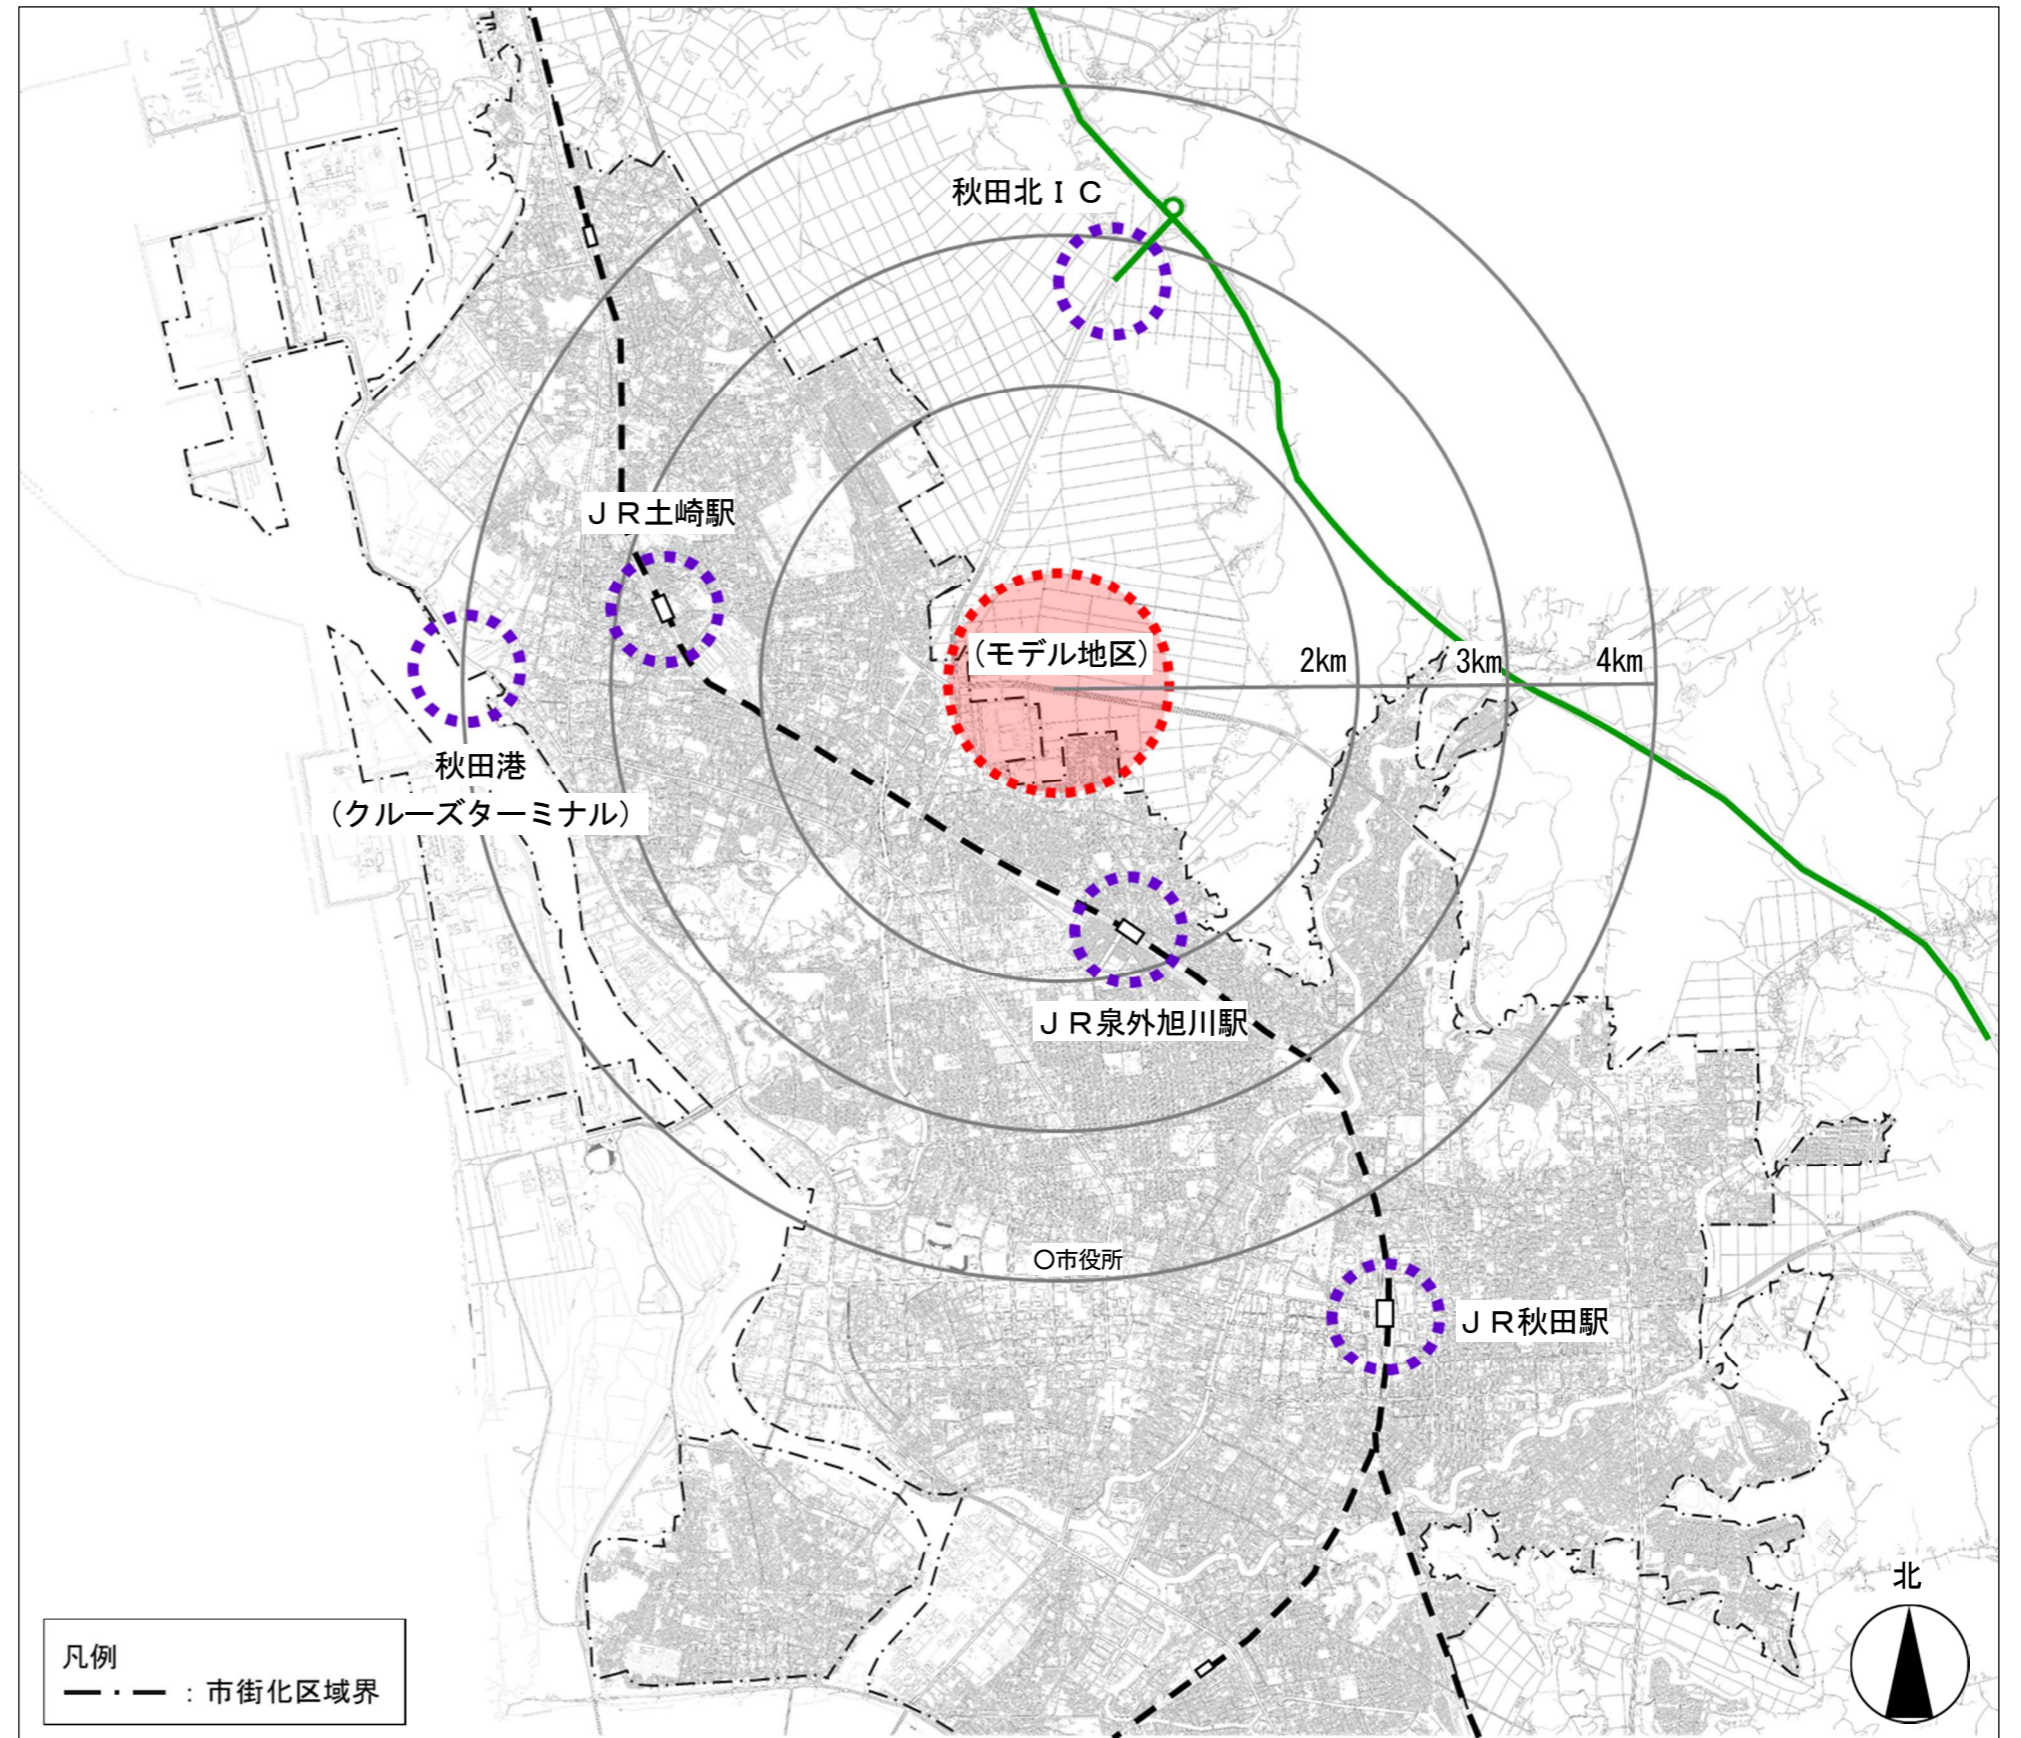 秋田北ＩＣ
ＪＲ土崎駅
（モデル地区）
2km
3km
4km
秋田港
（クルーズターミナル）
ＪＲ泉外旭川駅
○市役所
ＪＲ秋田駅
北
凡例
：市街化区域界